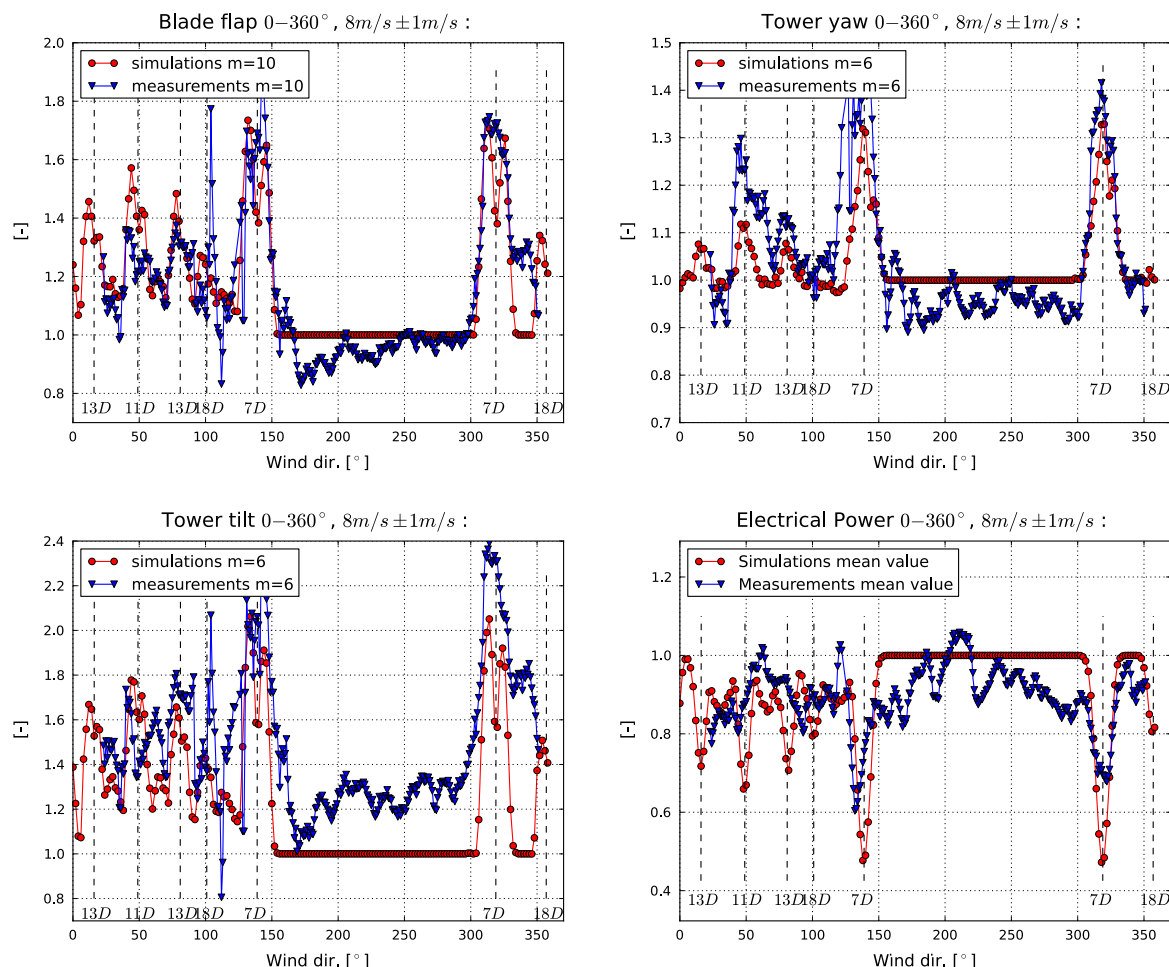 Blade flap 0−360°, 8m/s ±1m/s :
simulations m=10
measurements m=10
2.0
1.8
1.6
1.4
1.2
1.0
0.8
[-]
13D 11D 13D 18D 7D 7D 18D
0 50 100 150 200 250 300 350
Wind dir. [°]
Tower yaw 0−360°, 8m/s ±1m/s :
simulations m=6
measurements m=6
1.5
1.4
1.3
1.2
1.1
1.0
0.9
0.8
0.7
[-]
13D 11D 13D 18D 7D 7D 18D
0 50 100 150 200 250 300 350
Wind dir. [°]
Tower tilt 0−360°, 8m/s ±1m/s :
simulations m=6
measurements m=6
2.4
2.2
2.0
1.8
1.6
1.4
1.2
1.0
0.8
[-]
13D 11D 13D 18D 7D 7D 18D
0 50 100 150 200 250 300 350
Wind dir. [°]
Electrical Power 0−360°, 8m/s ±1m/s :
Simulations mean value
Measurements mean value
1.2
1.0
0.8
0.6
0.4
[-]
13D 11D 13D 18D 7D 7D 18D
0 50 100 150 200 250 300 350
Wind dir. [°]